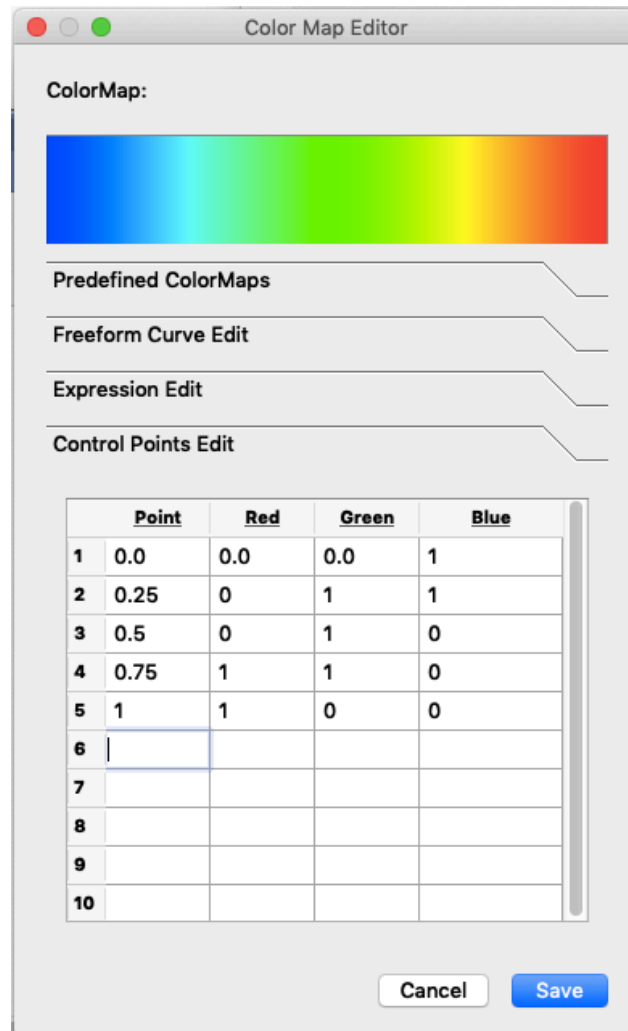 Color Map Editor
ColorMap:
Predefined ColorMaps
Freeform Curve Edit
Expression Edit
Control Points Edit
Point Red Green Blue
1 0.0 0.0 0.0 1
2 0.25 0 1 1
3 0.5 0 1 0
4 0.75 1 1 0
5 1 1 0 0
6
7
8
9
10
Cancel Save